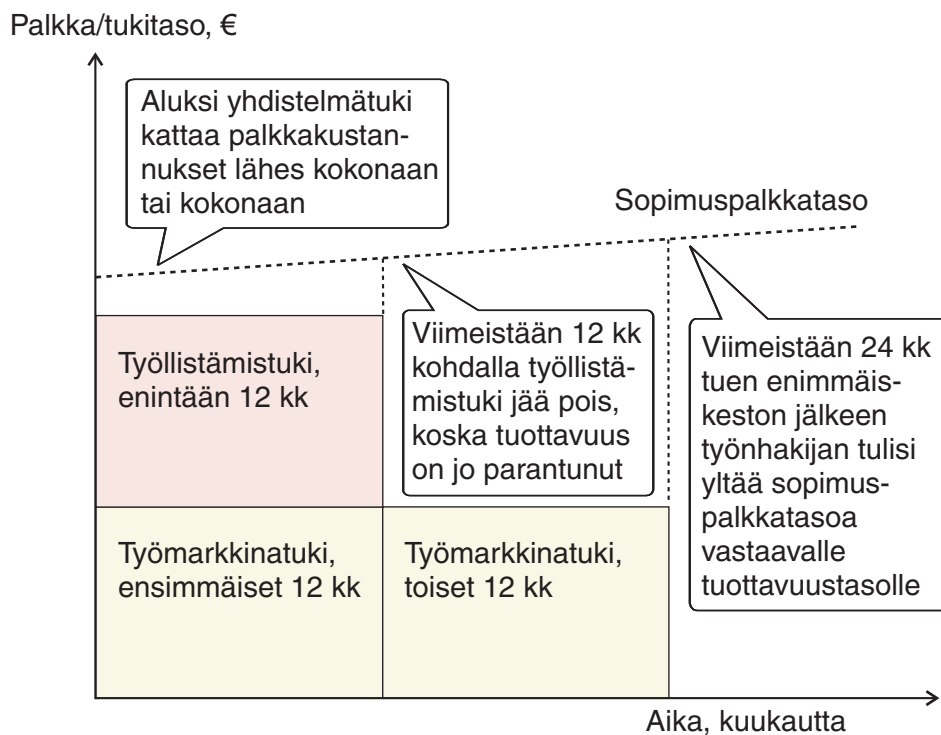 Palkka/tukitaso, €
Aluksi yhdistelmätuki
kattaa palkkakustan-
nukset lähes kokonaan
tai kokonaan
Sopimuspalkkataso
Työllistämistuki,
enintään 12 kk
Viimeistään 12 kk
kohdalla työllistä-
mistuki jää pois,
koska tuottavuus
on jo parantunut
Viimeistään 24 kk
tuen enimmäis-
keston jälkeen
työnhakijan tulisi
yltää sopimus-
palkkatasoa
vastaavalle
tuottavuustasolle
Työmarkkinatuki,
ensimmäiset 12 kk
Työmarkkinatuki,
toiset 12 kk
Aika, kuukautta